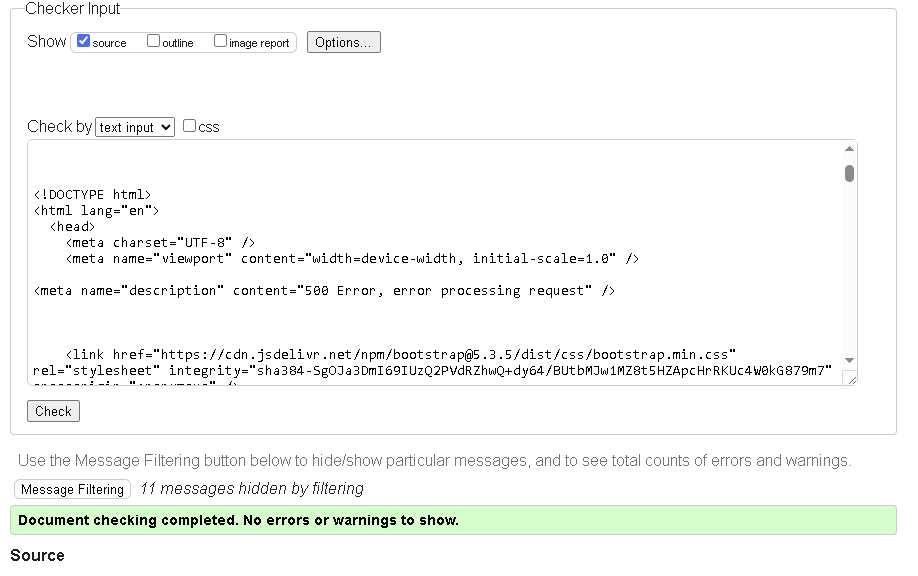 Checker Input
Show source outline image report Options...
Check by text input css
<!DOCTYPE html>
<html lang="en">
<head>
<meta charset="UTF-8" />
<meta name="viewport" content="width=device-width, initial-scale=1.0" />
<meta name="description" content="500 Error, error processing request" />
<link href="https://cdn.jsdelivr.net/npm/bootstrap@5.3.5/dist/css/bootstrap.min.css"
rel="stylesheet" integrity="sha384-SgOJa3DmI69IUzQ2PVdRZhwQ+dy64/BUtbMJw1MZ8t5HZApcHrRKUc4W0kG879m7"
Check
Use the Message Filtering button below to hide/show particular messages, and to see total counts of errors and warnings.
Message Filtering 11 messages hidden by filtering
Document checking completed. No errors or warnings to show.
Source